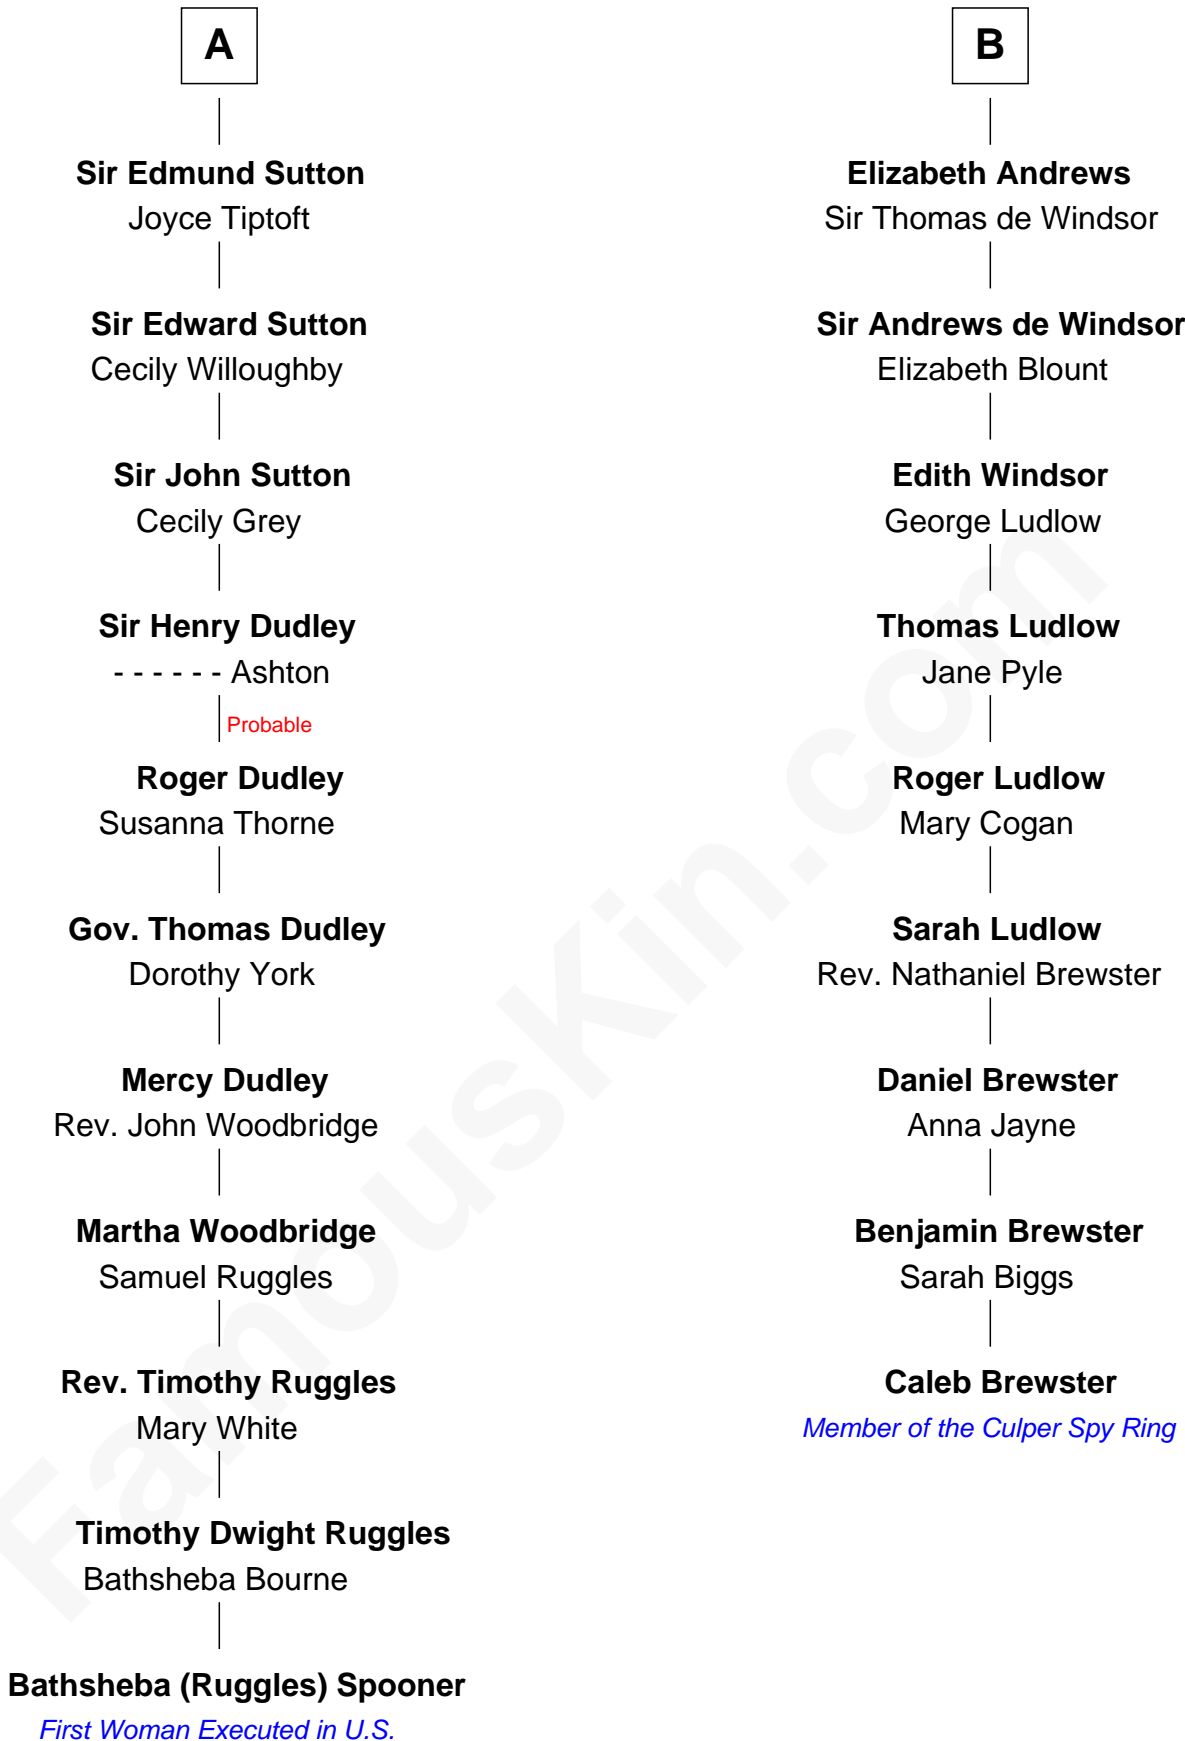 A
Sir Edmund Sutton
Joyce Tiptoft
Sir Edward Sutton
Cecily Willoughby
Sir John Sutton
Cecily Grey
Sir Henry Dudley
- - - - - - Ashton
Probable
Roger Dudley
Susanna Thorne
Gov. Thomas Dudley
Dorothy York
Mercy Dudley
Rev. John Woodbridge
Martha Woodbridge
Samuel Ruggles
Rev. Timothy Ruggles
Mary White
Timothy Dwight Ruggles
Bathsheba Bourne
Bathsheba (Ruggles) Spooner
First Woman Executed in U.S.
B
Elizabeth Andrews
Sir Thomas de Windsor
Sir Andrews de Windsor
Elizabeth Blount
Edith Windsor
George Ludlow
Thomas Ludlow
Jane Pyle
Roger Ludlow
Mary Cogan
Sarah Ludlow
Rev. Nathaniel Brewster
Daniel Brewster
Anna Jayne
Benjamin Brewster
Sarah Biggs
Caleb Brewster
Member of the Culper Spy Ring
FamousKin.com